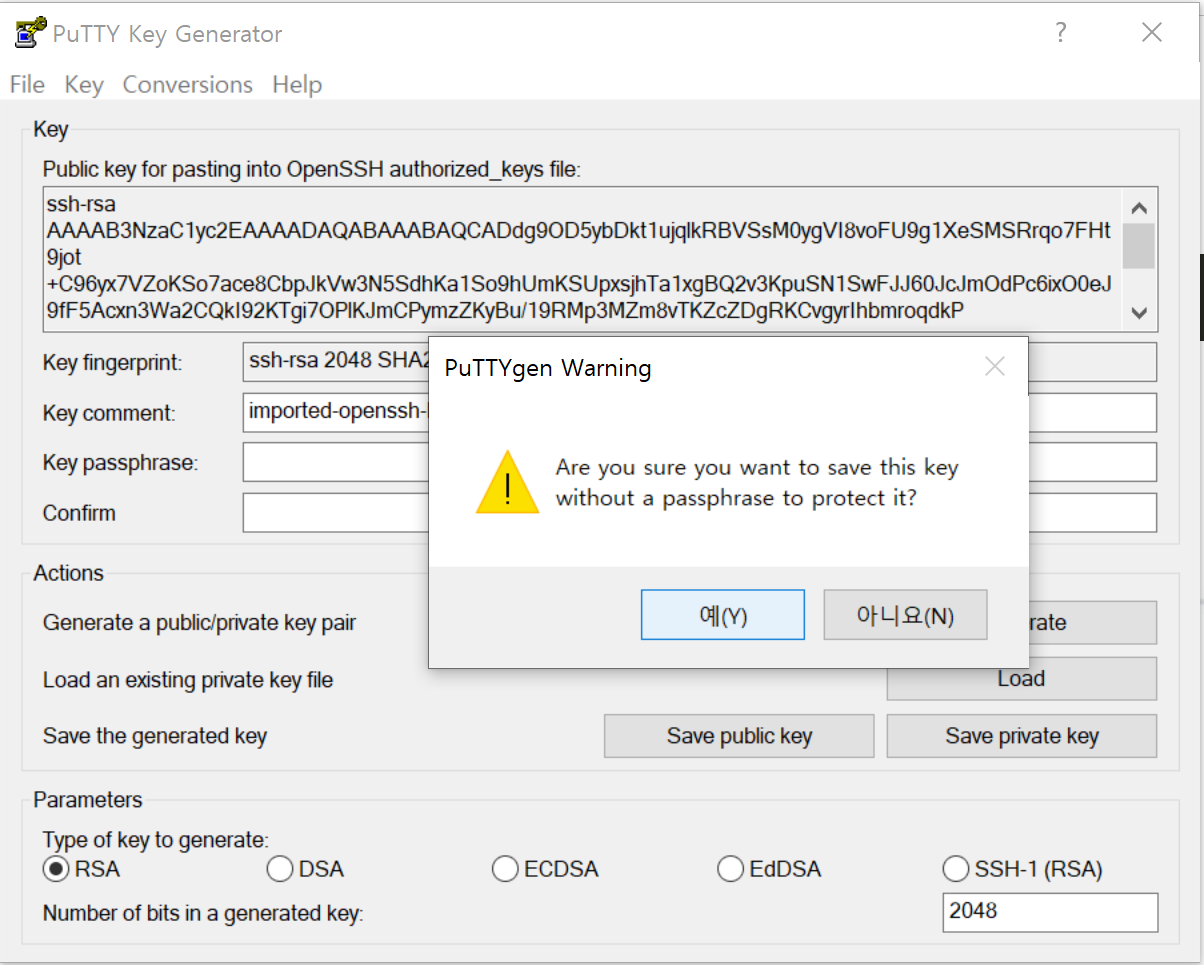 PuTTY Key Generator
File Key Conversions Help
Key
Public key for pasting into OpenSSH authorized_keys file:
ssh-rsa
AAAAB3NzaC1yc2EAAAADAQABAAABAQCADdg9OD5ybDkt1ujqlkRBVSsM0ygVI8voFU9g1XeSMSRrqo7FHt
9jot
+C96yx7VZoKSo7ace8CbpJkVw3N5SdhKa1So9hUmKSUpxsjhTa1xgBQ2v3KpuSN1SwFJJ60JcJmOdPc6ixO0eJ
9fF5Acxn3Wa2CQkI92KTgi7OPlKJmCPymzZKyBu/19RMp3MZm8vTKZcZDgRKCvgyrIhbmroqdkP
Key fingerprint: ssh-rsa 2048 SHA2
Key comment: imported-openssh-
Key passphrase:
Confirm
PuTTYgen Warning
Are you sure you want to save this key
without a passphrase to protect it?
예(Y) 아니요(N)
Actions
Generate a public/private key pair rate
Load an existing private key file Load
Save the generated key Save public key Save private key
Parameters
Type of key to generate:
RSA DSA ECDSA EdDSA SSH-1 (RSA)
Number of bits in a generated key: 2048